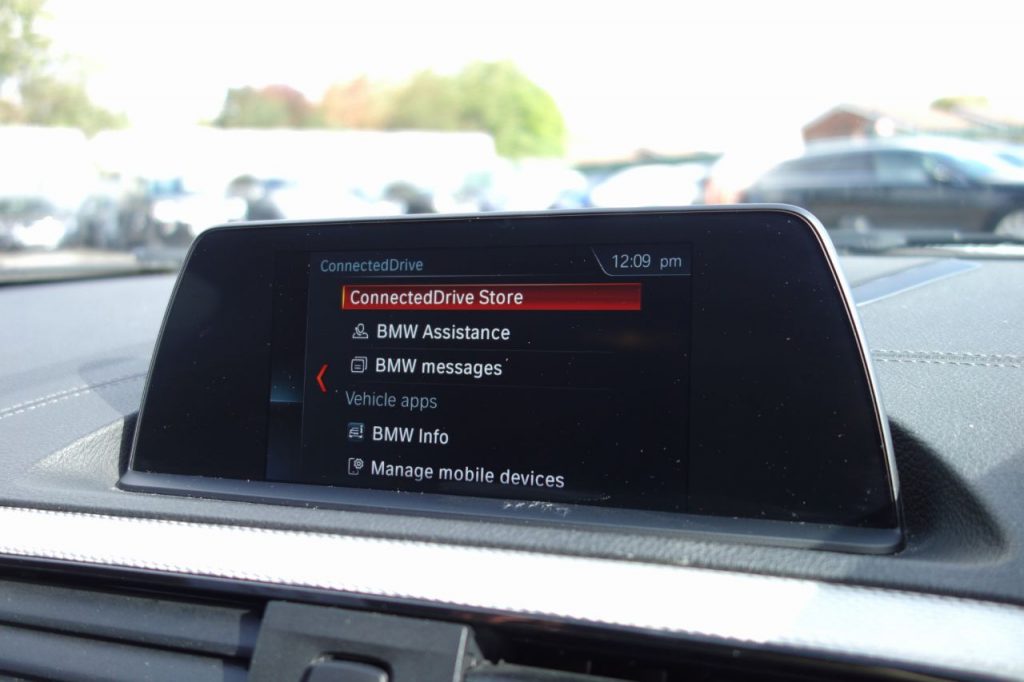 ConnectedDrive
12:09 pm
ConnectedDrive Store
BMW Assistance
BMW messages
Vehicle apps
BMW Info
Manage mobile devices